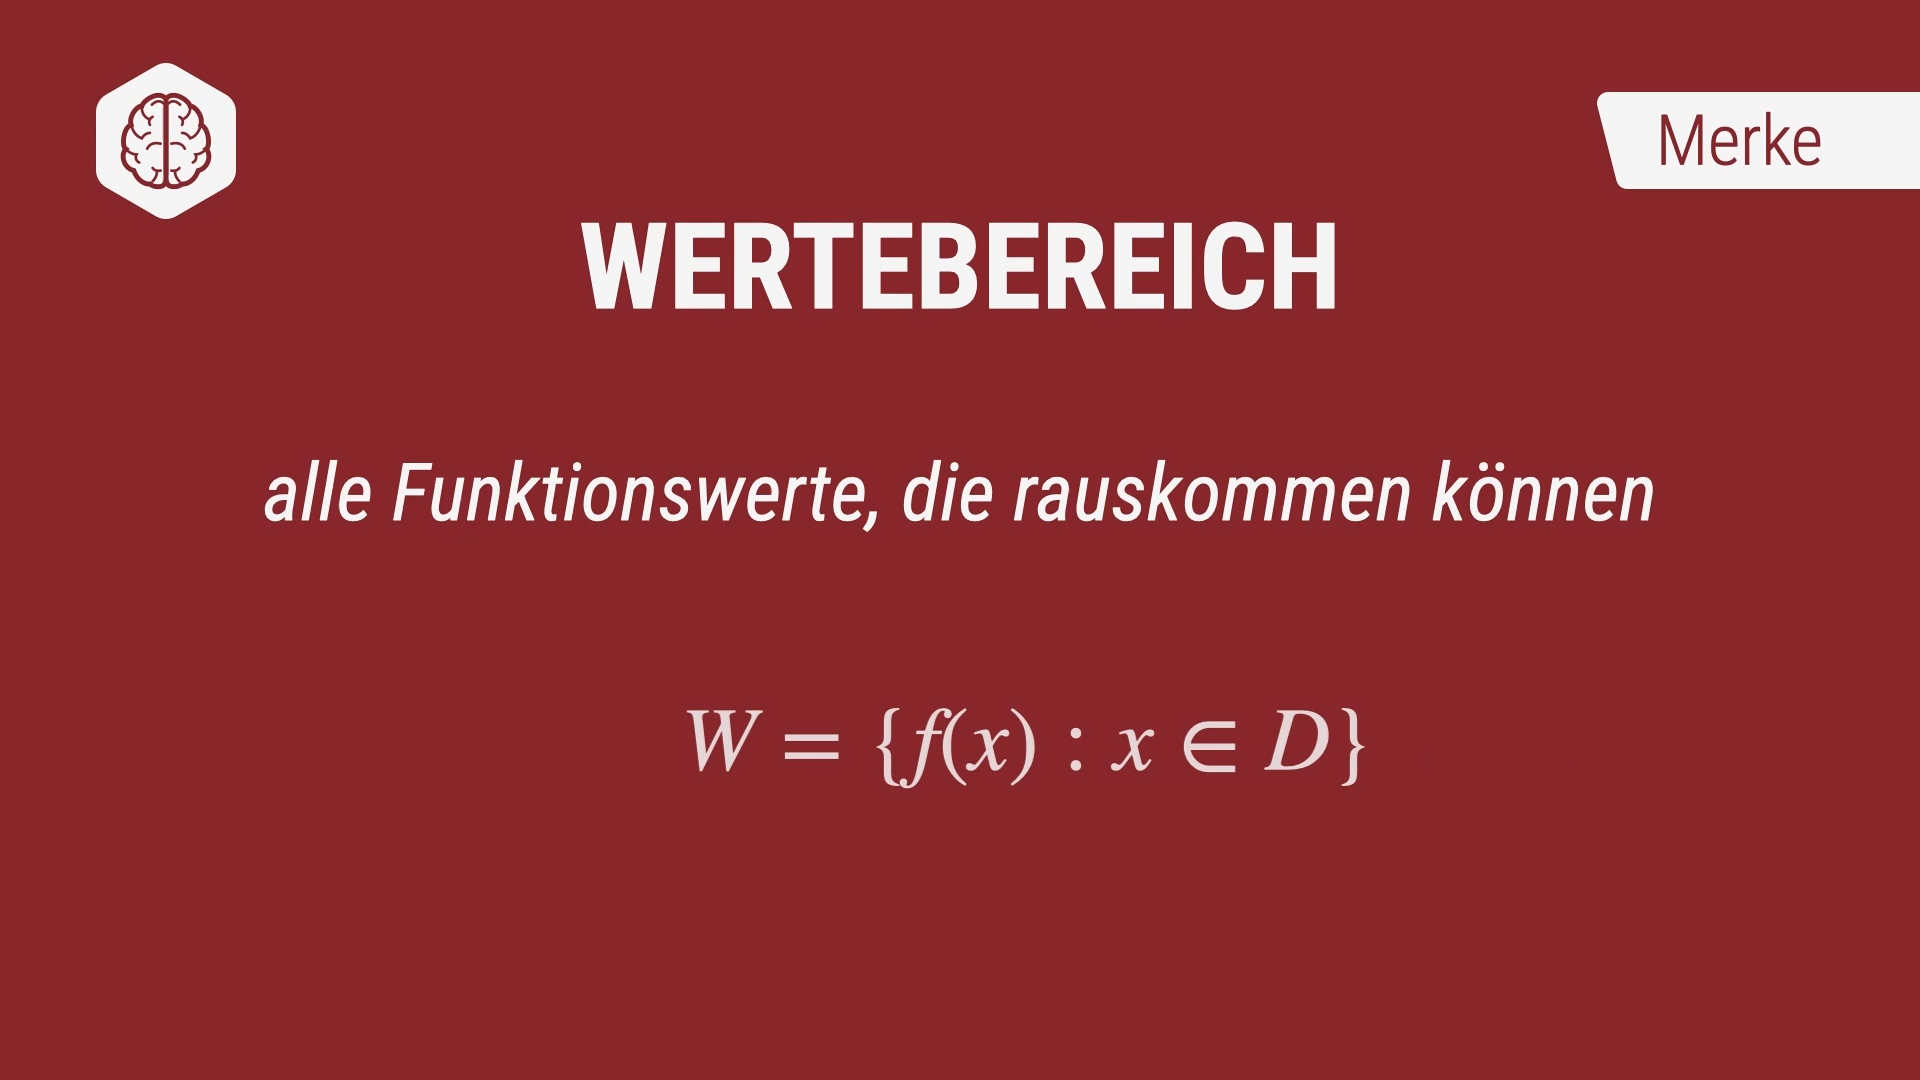 Merke
WERTEBEREICH
alle Funktionswerte, die rauskommen können
W = {f(x) : x ∈ D}